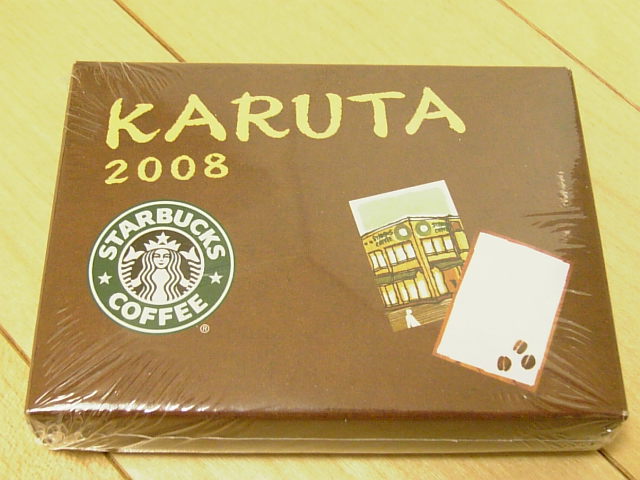 KARUTA
2008
STARBUCKS
COFFEE
®